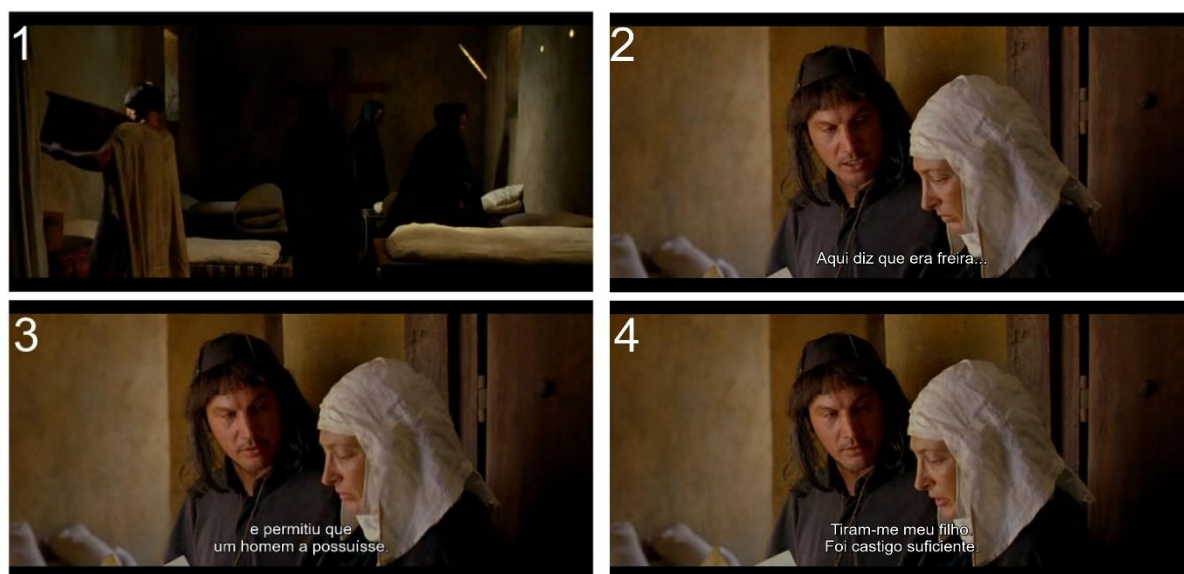 1
2
Aqui diz que era freira...
3
e permitiu que
um homem a possuísse.
4
Tiram-me meu filho.
Foi castigo suficiente.